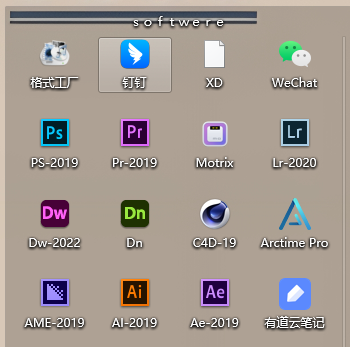 softwere
格式工厂 钉钉 XD WeChat
Ps Pr Lr
PS-2019 Pr-2019 Motrix Lr-2020
Dw Dn
Dw-2022 Dn C4D-19 Arctime Pro
Ai Ae
AME-2019 AI-2019 Ae-2019 有道云笔记